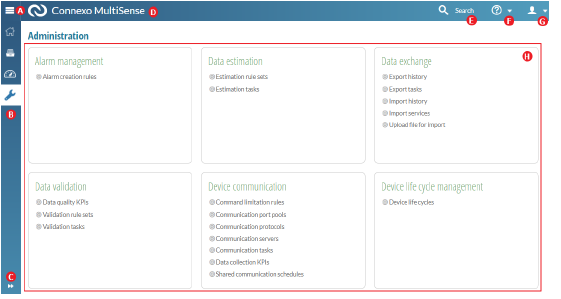 A Connexo MultiSense D Search E F G
Administration
H
Alarm management
Alarm creation rules
Data estimation
Estimation rule sets
Estimation tasks
Data exchange
Export history
Export tasks
Import history
Import services
Upload file for import
B
Data validation
Data quality KPIs
Validation rule sets
Validation tasks
Device communication
Command limitation rules
Communication port pools
Communication protocols
Communication servers
Communication tasks
Data collection KPIs
Shared communication schedules
Device life cycle management
Device life cycles
C